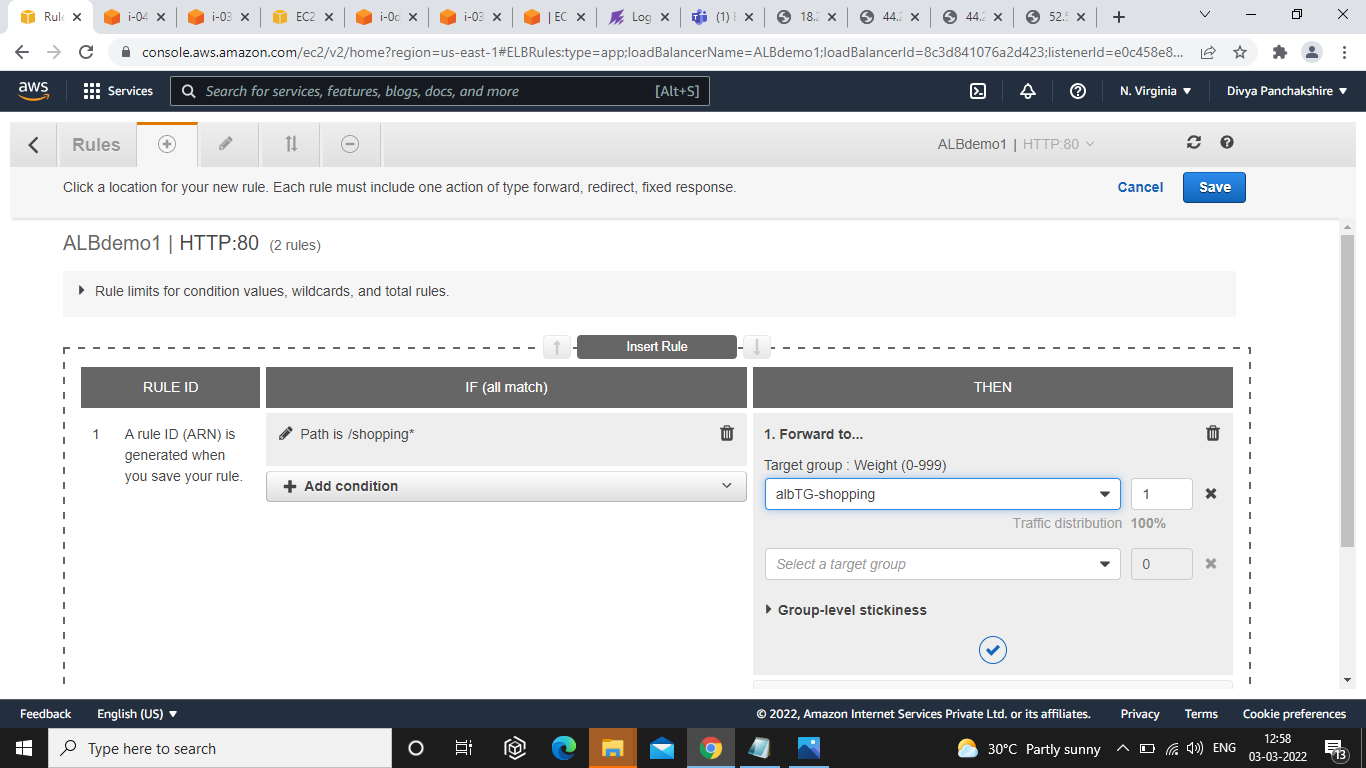 Rule
i-04
i-03
EC2
i-0d
i-03
| EC
Log
(1)
18.2
44.2
44.2
52.5
console.aws.amazon.com/ec2/v2/home?region=us-east-1#ELBRules:type=app;loadBalancerName=ALBdemo1;loadBalancerId=8c3d841076a2d423;listenerId=e0c458e8...
aws
Services
Search for services, features, blogs, docs, and more
[Alt+S]
N. Virginia
Divya Panchakshire
Rules
ALBdemo1 | HTTP:80
Click a location for your new rule. Each rule must include one action of type forward, redirect, fixed response.
Cancel
Save
ALBdemo1 | HTTP:80 (2 rules)
Rule limits for condition values, wildcards, and total rules.
Insert Rule
RULE ID
IF (all match)
THEN
1
A rule ID (ARN) is
generated when
you save your rule.
Path is /shopping*
Add condition
1. Forward to...
Target group : Weight (0-999)
albTG-shopping
1
Traffic distribution 100%
Select a target group
0
Group-level stickiness
Feedback
English (US)
© 2022, Amazon Internet Services Private Ltd. or its affiliates.
Privacy
Terms
Cookie preferences
Type here to search
30°C Partly sunny
ENG
12:58
03-03-2022
13